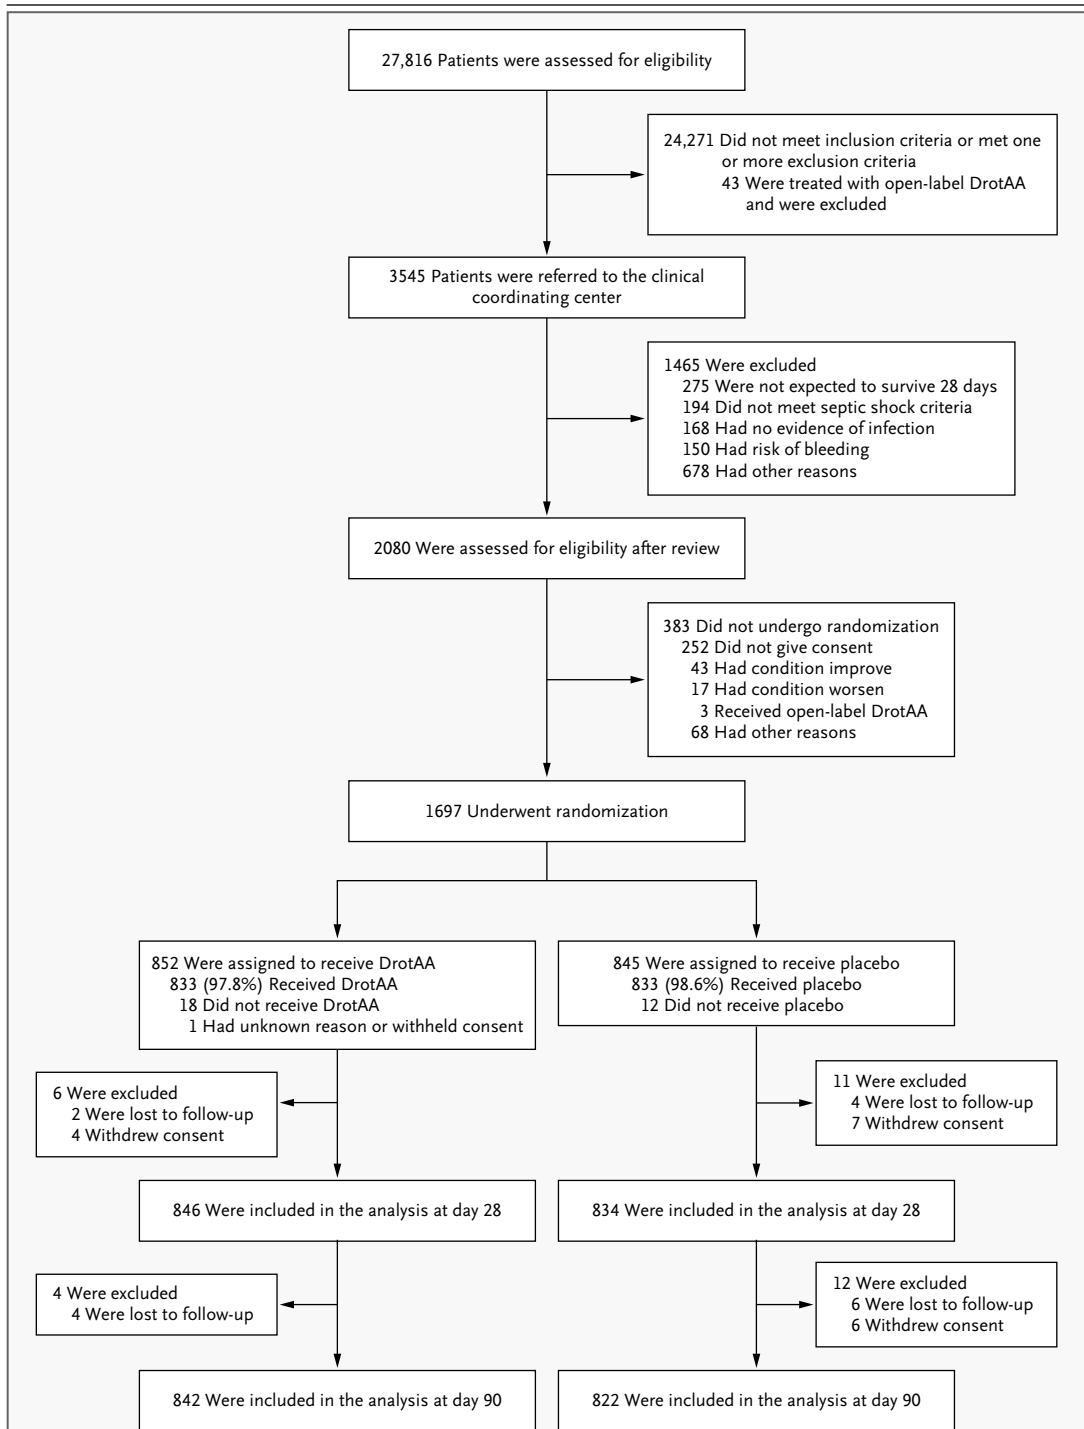 27,816 Patients were assessed for eligibility
24,271 Did not meet inclusion criteria or met one
or more exclusion criteria
43 Were treated with open-label DrotAA
and were excluded
3545 Patients were referred to the clinical
coordinating center
1465 Were excluded
275 Were not expected to survive 28 days
194 Did not meet septic shock criteria
168 Had no evidence of infection
150 Had risk of bleeding
678 Had other reasons
2080 Were assessed for eligibility after review
383 Did not undergo randomization
252 Did not give consent
43 Had condition improve
17 Had condition worsen
3 Received open-label DrotAA
68 Had other reasons
1697 Underwent randomization
852 Were assigned to receive DrotAA
833 (97.8%) Received DrotAA
18 Did not receive DrotAA
1 Had unknown reason or withheld consent
845 Were assigned to receive placebo
833 (98.6%) Received placebo
12 Did not receive placebo
6 Were excluded
2 Were lost to follow-up
4 Withdrew consent
11 Were excluded
4 Were lost to follow-up
7 Withdrew consent
846 Were included in the analysis at day 28
834 Were included in the analysis at day 28
4 Were excluded
4 Were lost to follow-up
12 Were excluded
6 Were lost to follow-up
6 Withdrew consent
842 Were included in the analysis at day 90
822 Were included in the analysis at day 90